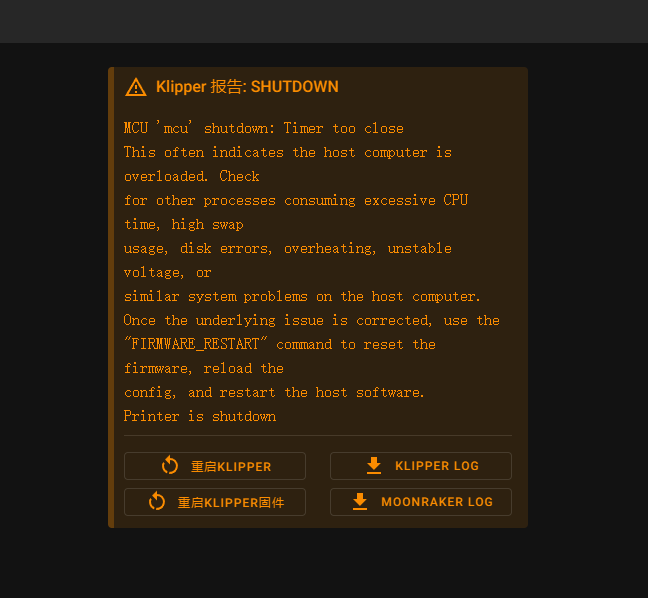 Klipper 报告: SHUTDOWN
MCU 'mcu' shutdown: Timer too close
This often indicates the host computer is
overloaded. Check
for other processes consuming excessive CPU
time, high swap
usage, disk errors, overheating, unstable
voltage, or
similar system problems on the host computer.
Once the underlying issue is corrected, use the
"FIRMWARE_RESTART" command to reset the
firmware, reload the
config, and restart the host software.
Printer is shutdown
重启KLIPPER
KLIPPER LOG
重启KLIPPER固件
MOONRAKER LOG